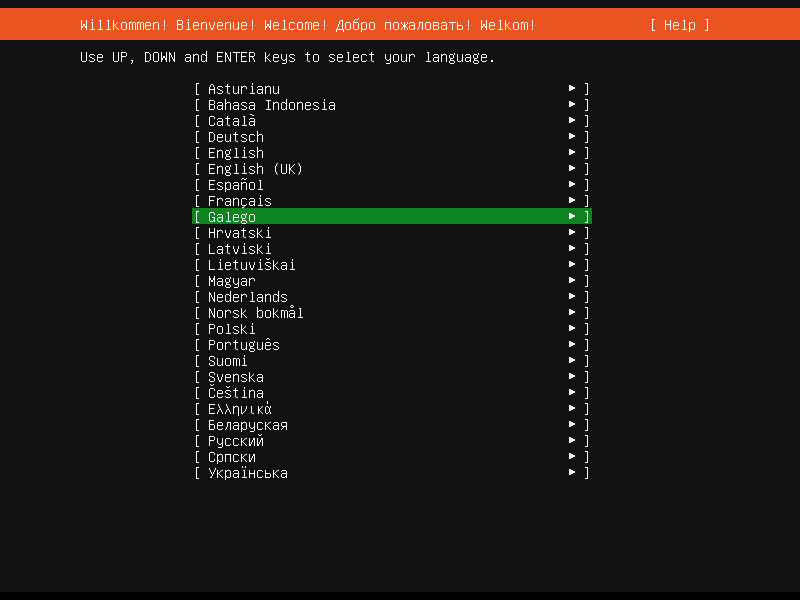 Willkommen! Bienvenue! Welcome! Добро пожаловать! Welkom! [ Help ]
Use UP, DOWN and ENTER keys to select your language.
[ Asturianu ► ]
[ Bahasa Indonesia ► ]
[ Català ► ]
[ Deutsch ► ]
[ English ► ]
[ English (UK) ► ]
[ Español ► ]
[ Français ► ]
[ Galego ► ]
[ Hrvatski ► ]
[ Latviski ► ]
[ Lietuviškai ► ]
[ Magyar ► ]
[ Nederlands ► ]
[ Norsk bokmål ► ]
[ Polski ► ]
[ Português ► ]
[ Suomi ► ]
[ Svenska ► ]
[ Čeština ► ]
[ Ελληνικά ► ]
[ Беларуская ► ]
[ Русский ► ]
[ Српски ► ]
[ Українська ► ]